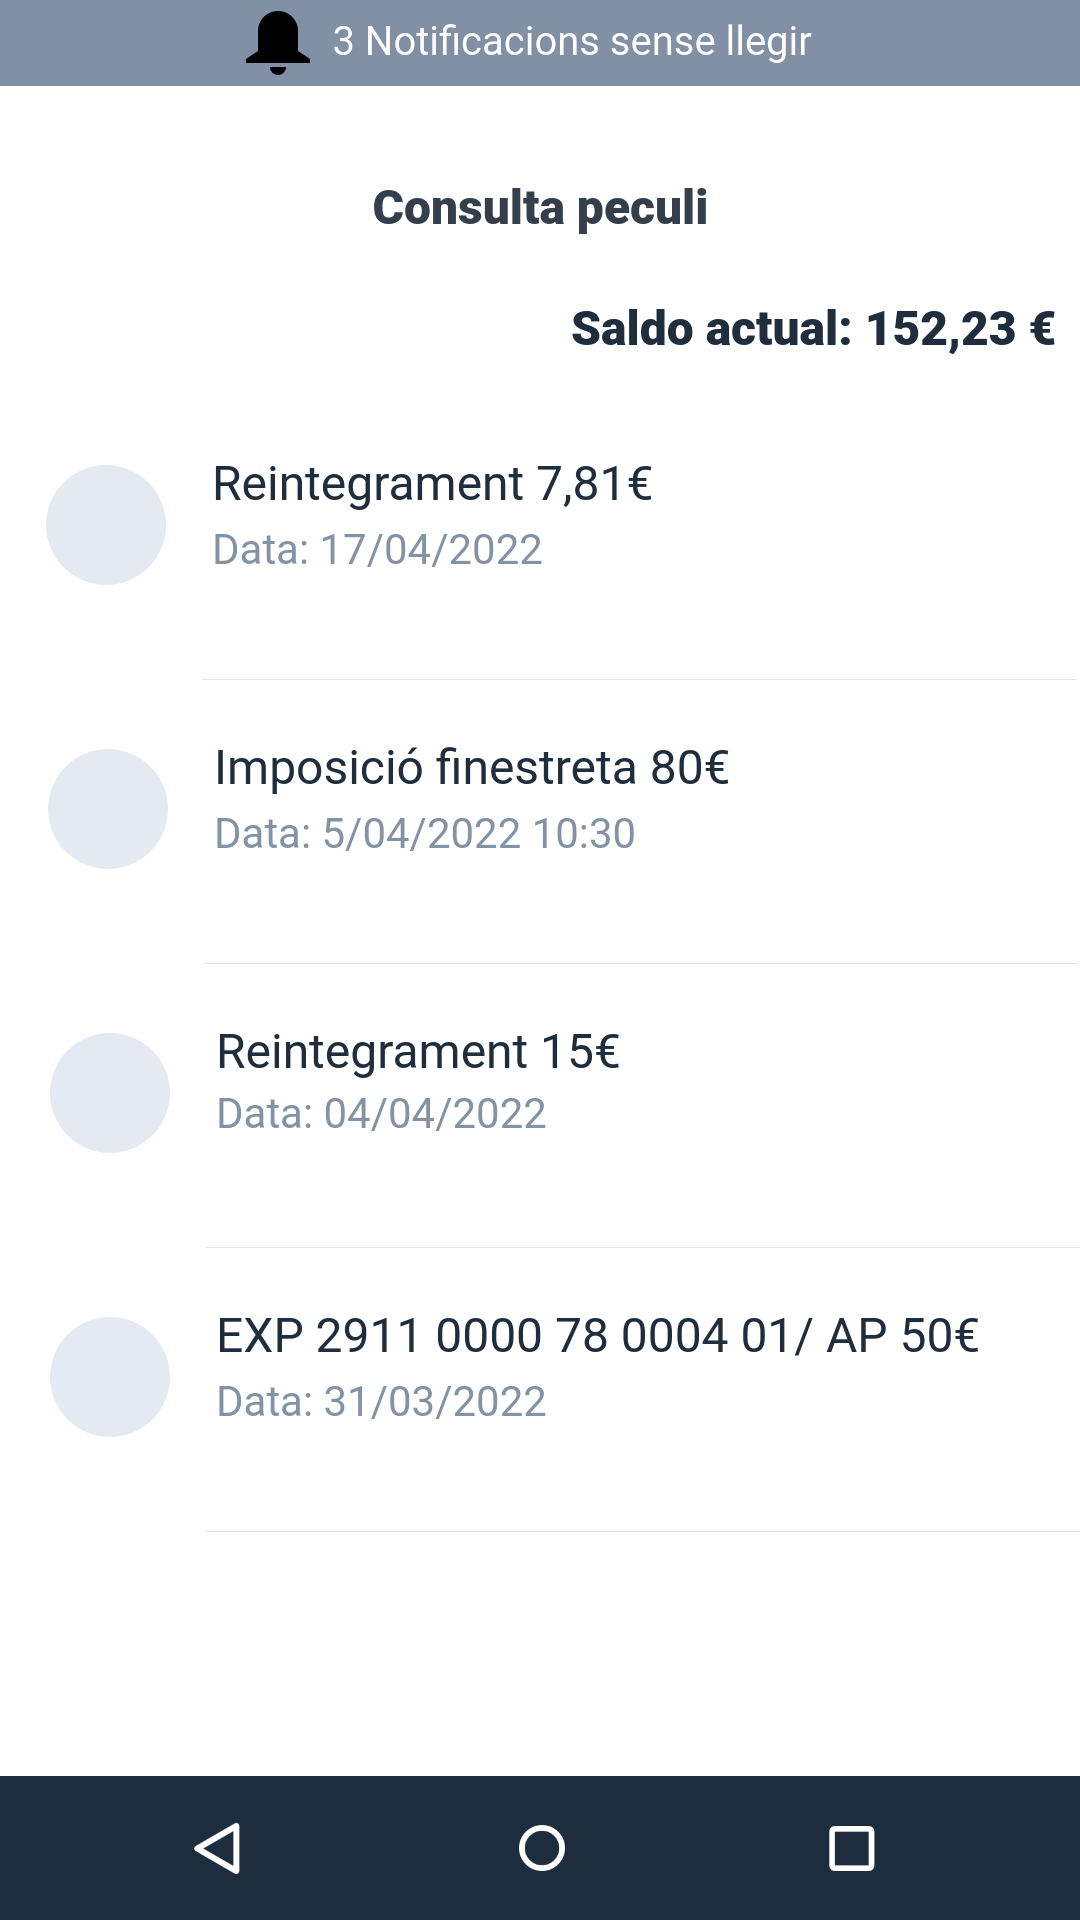 3 Notificacions sense llegir
Consulta peculi
Saldo actual: 152,23 €
Reintegrament 7,81€
Data: 17/04/2022
Imposició finestreta 80€
Data: 5/04/2022 10:30
Reintegrament 15€
Data: 04/04/2022
EXP 2911 0000 78 0004 01/ AP 50€
Data: 31/03/2022